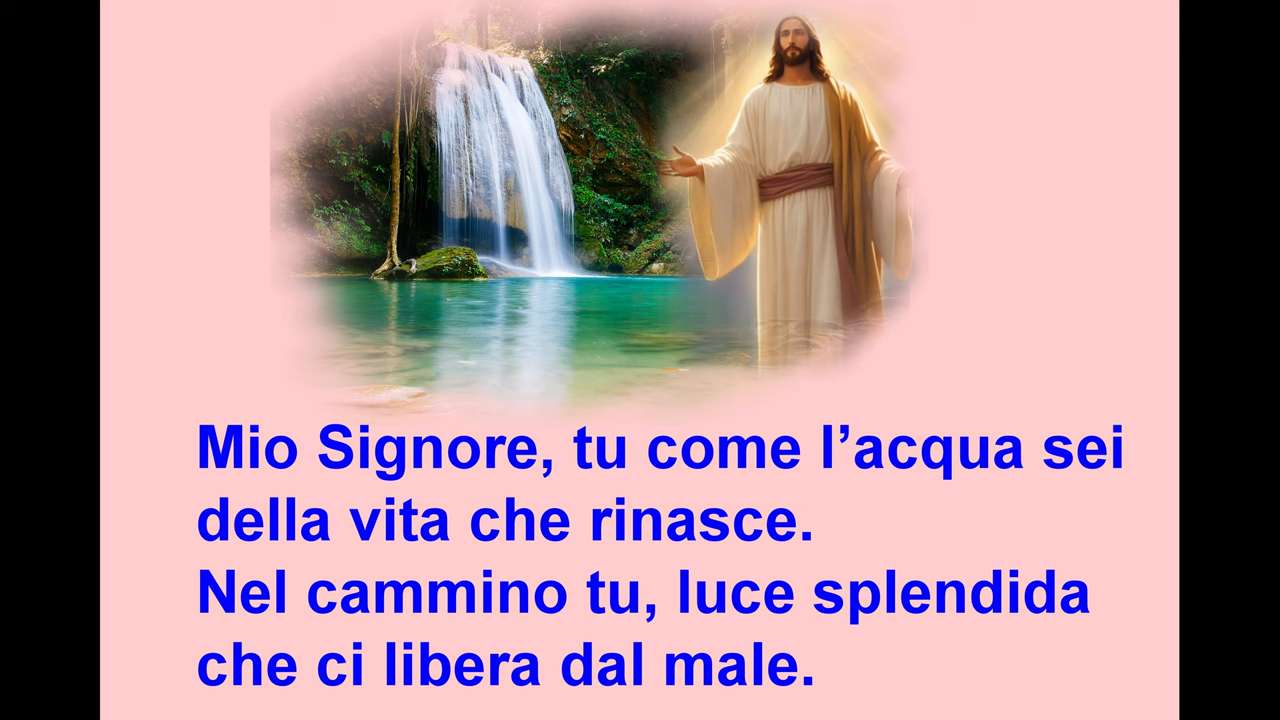 Mio Signore, tu come l’acqua sei
della vita che rinasce.
Nel cammino tu, luce splendida
che ci libera dal male.